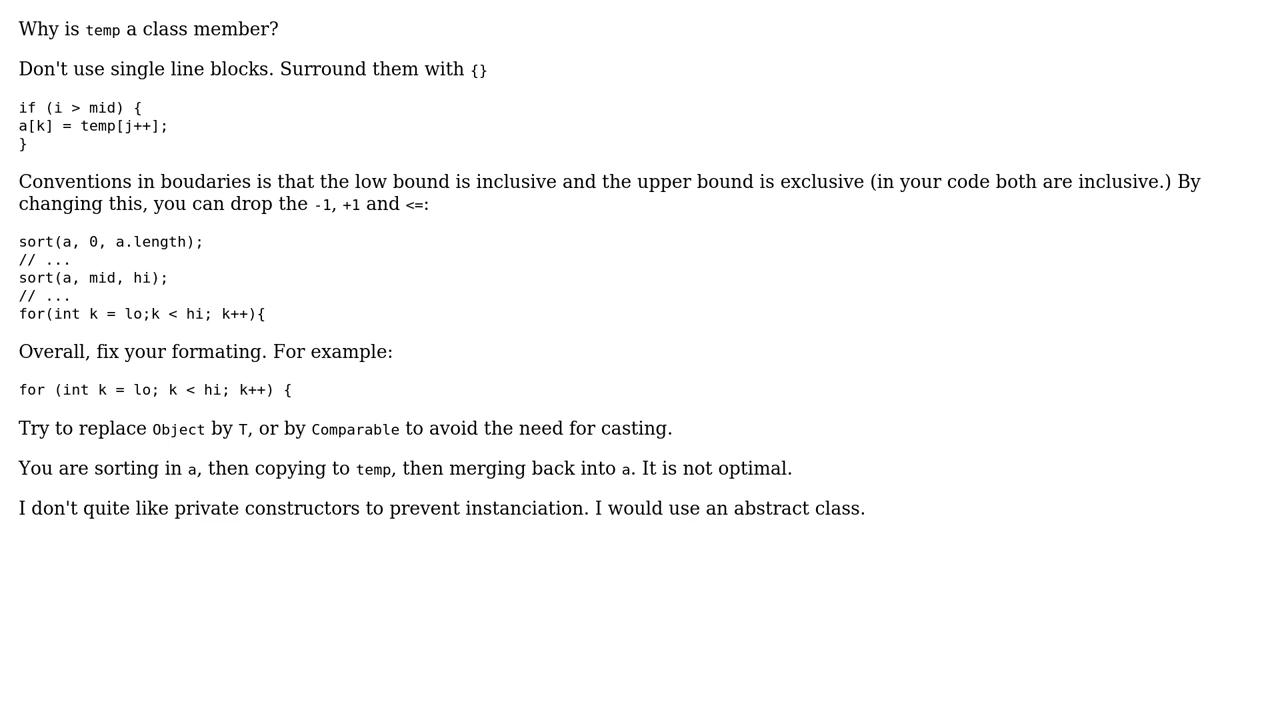 Why is temp a class member?
Don't use single line blocks. Surround them with {}
if (i > mid) {
a[k] = temp[j++];
}
Conventions in boudaries is that the low bound is inclusive and the upper bound is exclusive (in your code both are inclusive.) By
changing this, you can drop the -1, +1 and <=:
sort(a, 0, a.length);
// ...
sort(a, mid, hi);
// ...
for(int k = lo;k < hi; k++){
Overall, fix your formating. For example:
for (int k = lo; k < hi; k++) {
Try to replace Object by T, or by Comparable to avoid the need for casting.
You are sorting in a, then copying to temp, then merging back into a. It is not optimal.
I don't quite like private constructors to prevent instanciation. I would use an abstract class.